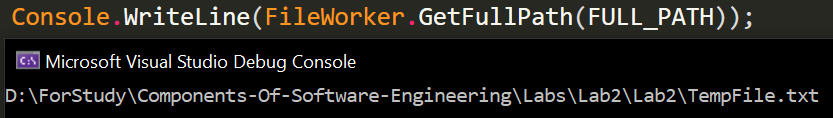 Console.WriteLine(FileWorker.GetFullPath(FULL_PATH));
Microsoft Visual Studio Debug Console
D:\ForStudy\Components-Of-Software-Engineering\Labs\Lab2\Lab2\TempFile.txt